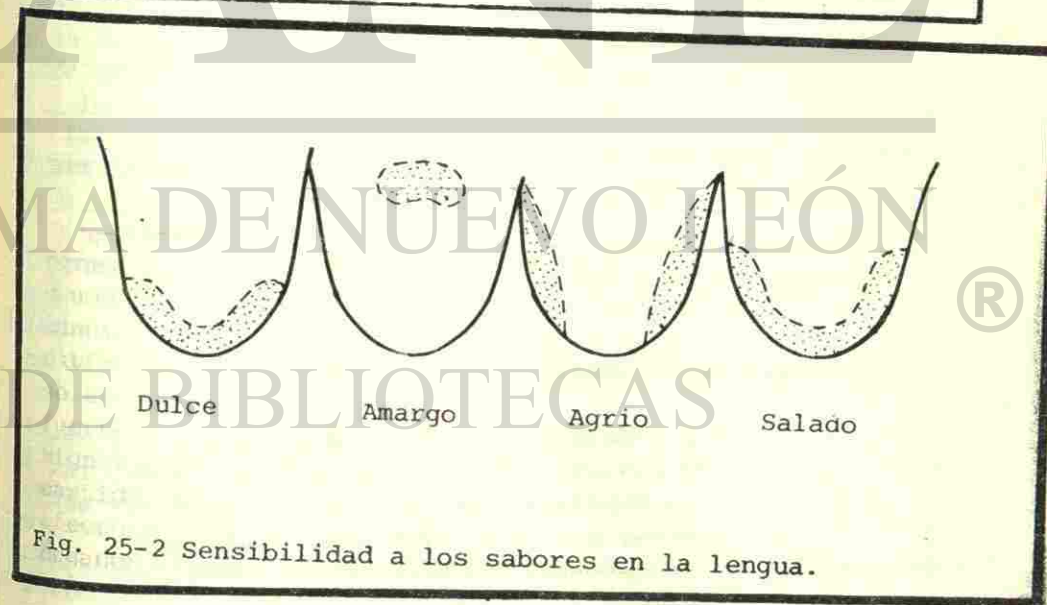 MA DE NUEVO LEÓN
®
DE BIBLIOTECAS
Dulce Amargo Agrio Salado
Fig. 25-2 Sensibilidad a los sabores en la lengua.